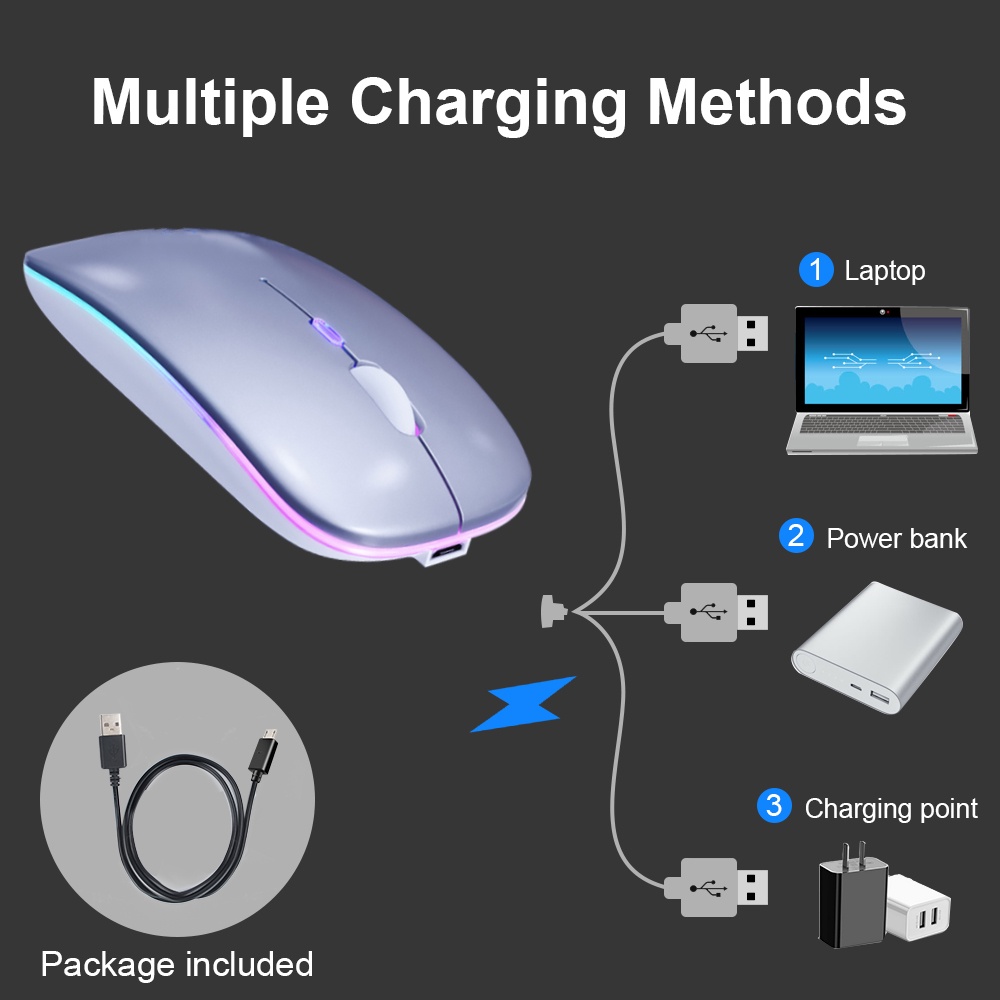 Multiple Charging Methods
1 Laptop
2 Power bank
3 Charging point
Package included